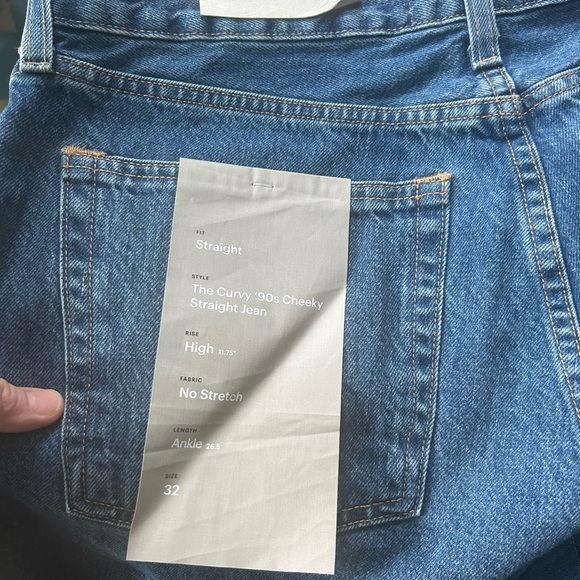 FIT
Straight
STYLE
The Curvy ‘90s Cheeky
Straight Jean
RISE
High 11.75"
FABRIC
No Stretch
LENGTH
Ankle 26.5"
SIZE
32